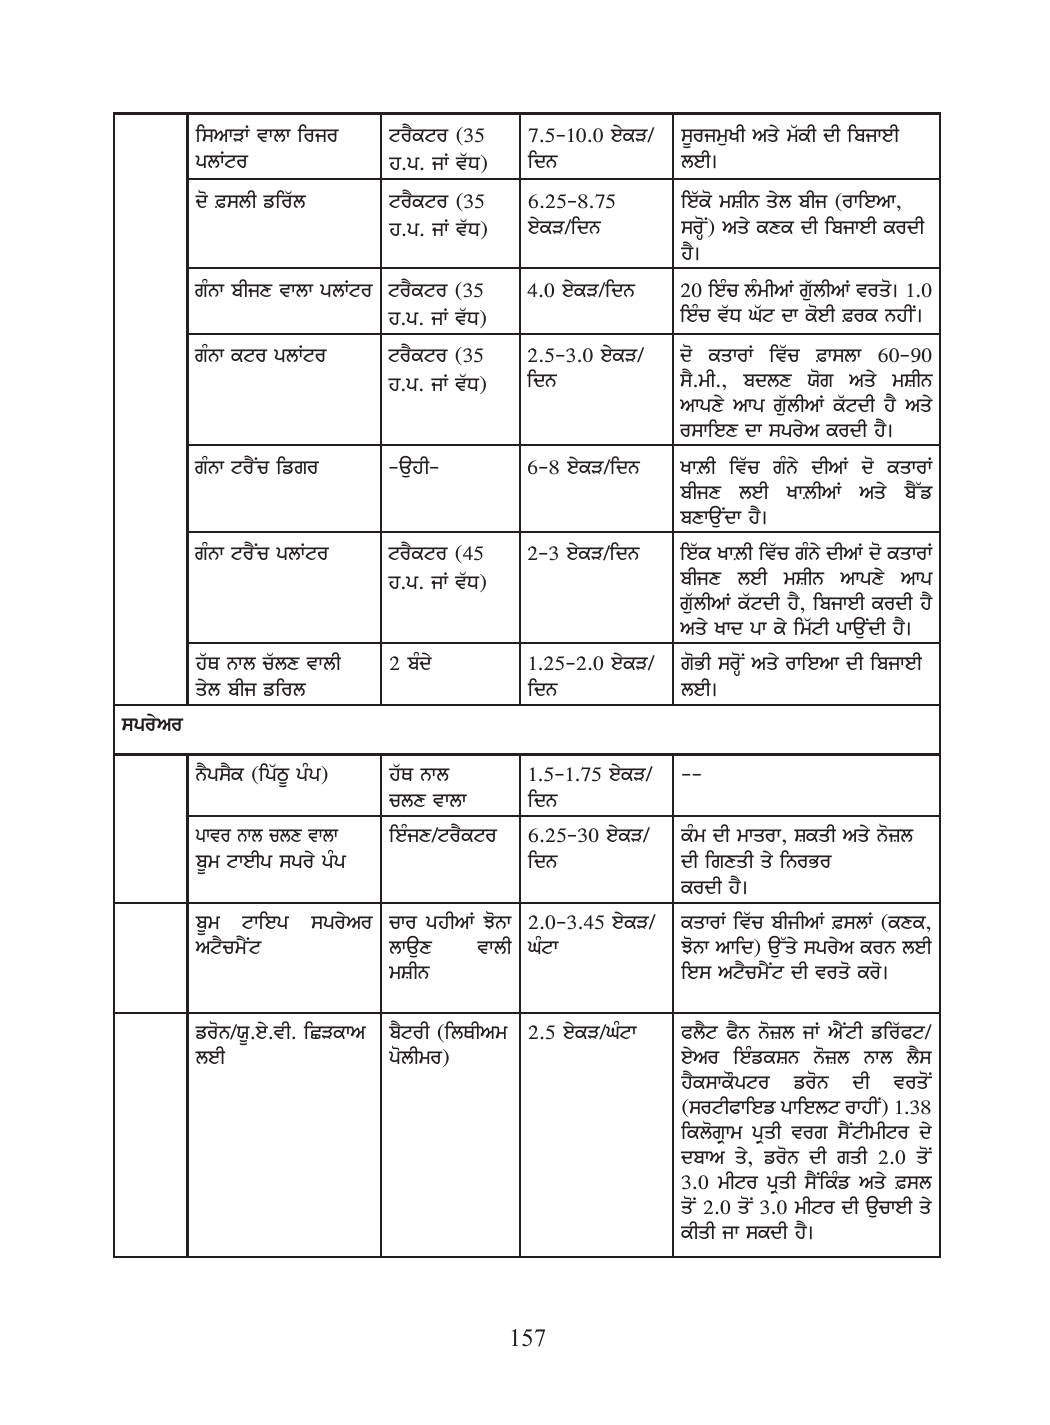 ਸਿਆੜਾਂ ਵਾਲਾ ਰਿਜਰ ਟਰੈਕਟਰ (35 7.5-10.0 ਏਕੜ/ ਸੂਰਜਮੁਖੀ ਅਤੇ ਮੱਕੀ ਦੀ ਬਿਜਾਈ
ਪਲਾਂਟਰ ਹ.ਪ. ਜਾਂ ਵੱਧ) ਦਿਨ ਲਈ।
ਦੋ ਫ਼ਸਲੀ ਡਰਿੱਲ ਟਰੈਕਟਰ (35 6.25-8.75 ਇੱਕੋ ਮਸ਼ੀਨ ਤੇਲ ਬੀਜ (ਰਾਇਆ,
ਹ.ਪ. ਜਾਂ ਵੱਧ) ਏਕੜ/ਦਿਨ ਸਰ੍ਹੋਂ) ਅਤੇ ਕਣਕ ਦੀ ਬਿਜਾਈ ਕਰਦੀ
ਹੈ।
ਗੰਨਾ ਬੀਜਣ ਵਾਲਾ ਪਲਾਂਟਰ ਟਰੈਕਟਰ (35 4.0 ਏਕੜ/ਦਿਨ 20 ਇੰਚ ਲੰਮੀਆਂ ਗੁੱਲੀਆਂ ਵਰਤੋ। 1.0
ਹ.ਪ. ਜਾਂ ਵੱਧ) ਇੰਚ ਵੱਧ ਘੱਟ ਦਾ ਕੋਈ ਫ਼ਰਕ ਨਹੀਂ।
ਗੰਨਾ ਕਟਰ ਪਲਾਂਟਰ ਟਰੈਕਟਰ (35 2.5-3.0 ਏਕੜ/ ਦੋ ਕਤਾਰਾਂ ਵਿੱਚ ਫ਼ਾਸਲਾ 60-90
ਹ.ਪ. ਜਾਂ ਵੱਧ) ਦਿਨ ਸੈ.ਮੀ., ਬਦਲਣ ਯੋਗ ਅਤੇ ਮਸ਼ੀਨ
ਆਪਣੇ ਆਪ ਗੁੱਲੀਆਂ ਕੱਟਦੀ ਹੈ ਅਤੇ
ਰਸਾਇਣ ਦਾ ਸਪਰੇਅ ਕਰਦੀ ਹੈ।
ਗੰਨਾ ਟਰੈਂਚ ਡਿਗਰ -ਉਹੀ- 6-8 ਏਕੜ/ਦਿਨ ਖਾਲ਼ੀ ਵਿੱਚ ਗੰਨੇ ਦੀਆਂ ਦੋ ਕਤਾਰਾਂ
ਬੀਜਣ ਲਈ ਖਾਲ਼ੀਆਂ ਅਤੇ ਬੈੱਡ
ਬਣਾਉਂਦਾ ਹੈ।
ਗੰਨਾ ਟਰੈਂਚ ਪਲਾਂਟਰ ਟਰੈਕਟਰ (45 2-3 ਏਕੜ/ਦਿਨ ਇੱਕ ਖਾਲ਼ੀ ਵਿੱਚ ਗੰਨੇ ਦੀਆਂ ਦੋ ਕਤਾਰਾਂ
ਹ.ਪ. ਜਾਂ ਵੱਧ) ਬੀਜਣ ਲਈ ਮਸ਼ੀਨ ਆਪਣੇ ਆਪ
ਗੁੱਲੀਆਂ ਕੱਟਦੀ ਹੈ, ਬਿਜਾਈ ਕਰਦੀ ਹੈ
ਅਤੇ ਖਾਦ ਪਾ ਕੇ ਮਿੱਟੀ ਪਾਉਂਦੀ ਹੈ।
ਹੱਥ ਨਾਲ ਚੱਲਣ ਵਾਲੀ 2 ਬੰਦੇ 1.25-2.0 ਏਕੜ/ ਗੋਭੀ ਸਰ੍ਹੋਂ ਅਤੇ ਰਾਇਆ ਦੀ ਬਿਜਾਈ
ਤੇਲ ਬੀਜ ਡਰਿਲ ਦਿਨ ਲਈ।
ਸਪਰੇਅਰ
ਨੈਪਸੈਕ (ਪਿੱਠੂ ਪੰਪ) ਹੱਥ ਨਾਲ 1.5-1.75 ਏਕੜ/ --
ਚਲਣ ਵਾਲਾ ਦਿਨ
ਪਾਵਰ ਨਾਲ ਚਲਣ ਵਾਲਾ ਇੰਜਣ/ਟਰੈਕਟਰ 6.25-30 ਏਕੜ/ ਕੰਮ ਦੀ ਮਾਤਰਾ, ਸ਼ਕਤੀ ਅਤੇ ਨੋਜ਼ਲ
ਬੂਮ ਟਾਈਪ ਸਪਰੇ ਪੰਪ ਦਿਨ ਦੀ ਗਿਣਤੀ ਤੇ ਨਿਰਭਰ
ਕਰਦੀ ਹੈ।
ਬੂਮ ਟਾਇਪ ਸਪਰੇਅਰ ਚਾਰ ਪਹੀਆਂ ਝੋਨਾ 2.0-3.45 ਏਕੜ/ ਕਤਾਰਾਂ ਵਿੱਚ ਬੀਜੀਆਂ ਫ਼ਸਲਾਂ (ਕਣਕ,
ਅਟੈਚਮੈਂਟ ਲਾਉਣ ਵਾਲੀ ਘੰਟਾ ਝੋਨਾ ਆਦਿ) ਉੱਤੇ ਸਪਰੇਅ ਕਰਨ ਲਈ
ਮਸ਼ੀਨ ਇਸ ਅਟੈਚਮੈਂਟ ਦੀ ਵਰਤੋ ਕਰੋ।
ਡਰੋਨ/ਯੂ.ਏ.ਵੀ. ਛਿੜਕਾਅ ਬੈਟਰੀ (ਲਿਥੀਅਮ 2.5 ਏਕੜ/ਘੰਟਾ ਫਲੈਟ ਫੈਨ ਨੋਜ਼ਲ ਜਾਂ ਐਂਟੀ ਡਰਿੱਫਟ/
ਲਈ ਪੋਲੀਮਰ) ਏਅਰ ਇੰਡਕਸ਼ਨ ਨੋਜ਼ਲ ਨਾਲ ਲੈਸ
ਹੈਕਸਾਕੌਪਟਰ ਡਰੋਨ ਦੀ ਵਰਤੋਂ
(ਸਰਟੀਫਾਇਡ ਪਾਇਲਟ ਰਾਹੀਂ) 1.38
ਕਿਲੋਗ੍ਰਾਮ ਪ੍ਰਤੀ ਵਰਗ ਸੈਂਟੀਮੀਟਰ ਦੇ
ਦਬਾਅ ਤੇ, ਡਰੋਨ ਦੀ ਗਤੀ 2.0 ਤੋਂ
3.0 ਮੀਟਰ ਪ੍ਰਤੀ ਸੈਂਕਿੰਡ ਅਤੇ ਫ਼ਸਲ
ਤੋਂ 2.0 ਤੋਂ 3.0 ਮੀਟਰ ਦੀ ਉਚਾਈ ਤੇ
ਕੀਤੀ ਜਾ ਸਕਦੀ ਹੈ।
157